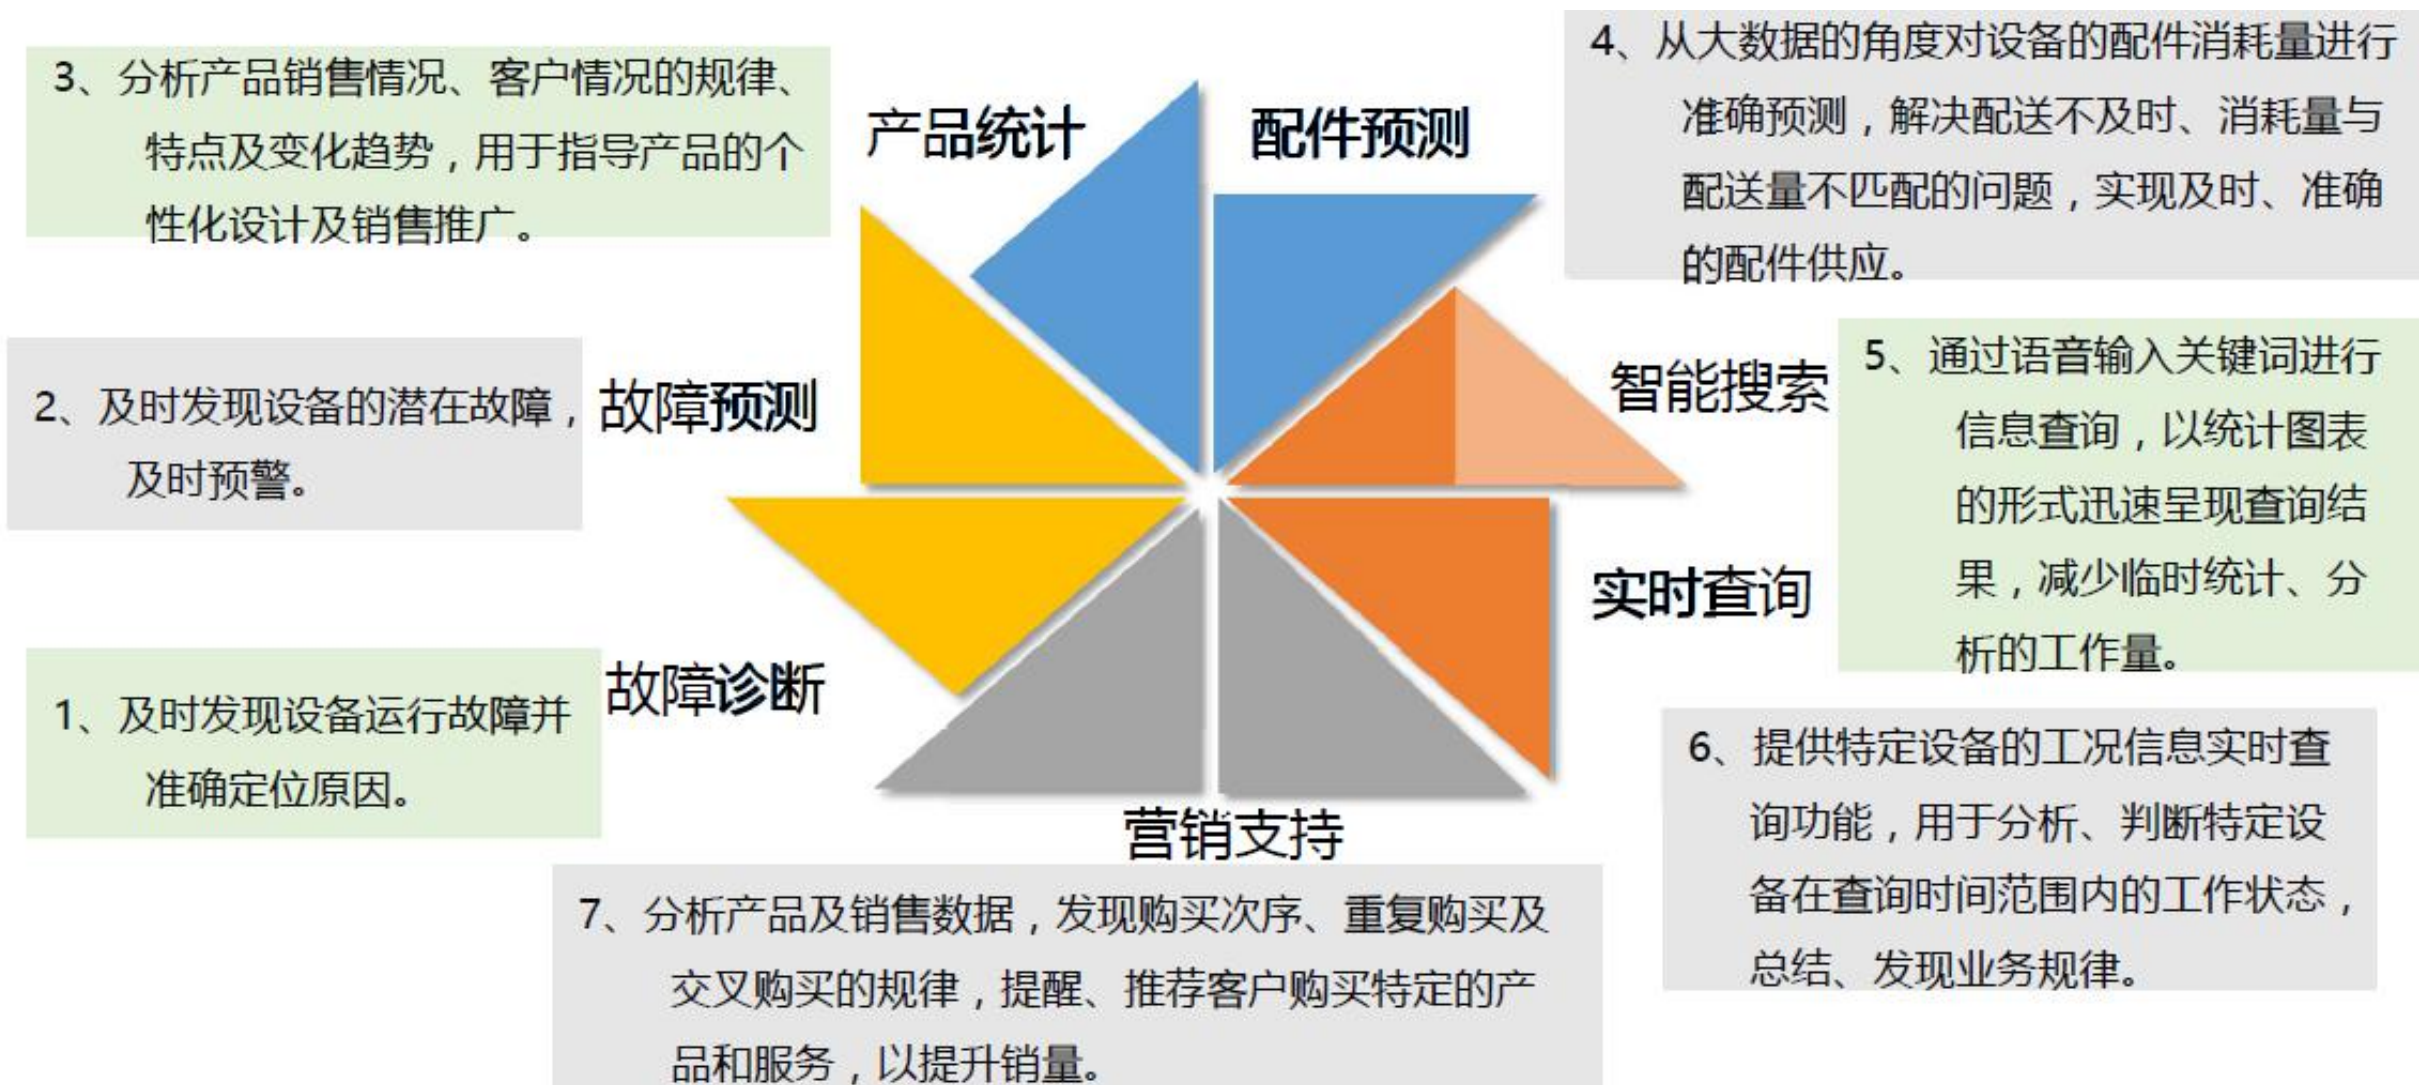 产品统计
3、分析产品销售情况、客户情况的规律、
特点及变化趋势，用于指导产品的个
性化设计及销售推广。
配件预测
4、从大数据的角度对设备的配件消耗量进行
准确预测，解决配送不及时、消耗量与
配送量不匹配的问题，实现及时、准确
的配件供应。
故障预测
2、及时发现设备的潜在故障，
及时预警。
智能搜索
5、通过语音输入关键词进行
信息查询，以统计图表
的形式迅速呈现查询结
果，减少临时统计、分
析的工作量。
故障诊断
1、及时发现设备运行故障并
准确定位原因。
实时查询
6、提供特定设备的工况信息实时查
询功能，用于分析、判断特定设
备在查询时间范围内的工作状态，
总结、发现业务规律。
营销支持
7、分析产品及销售数据，发现购买次序、重复购买及
交叉购买的规律，提醒、推荐客户购买特定的产
品和服务，以提升销量。